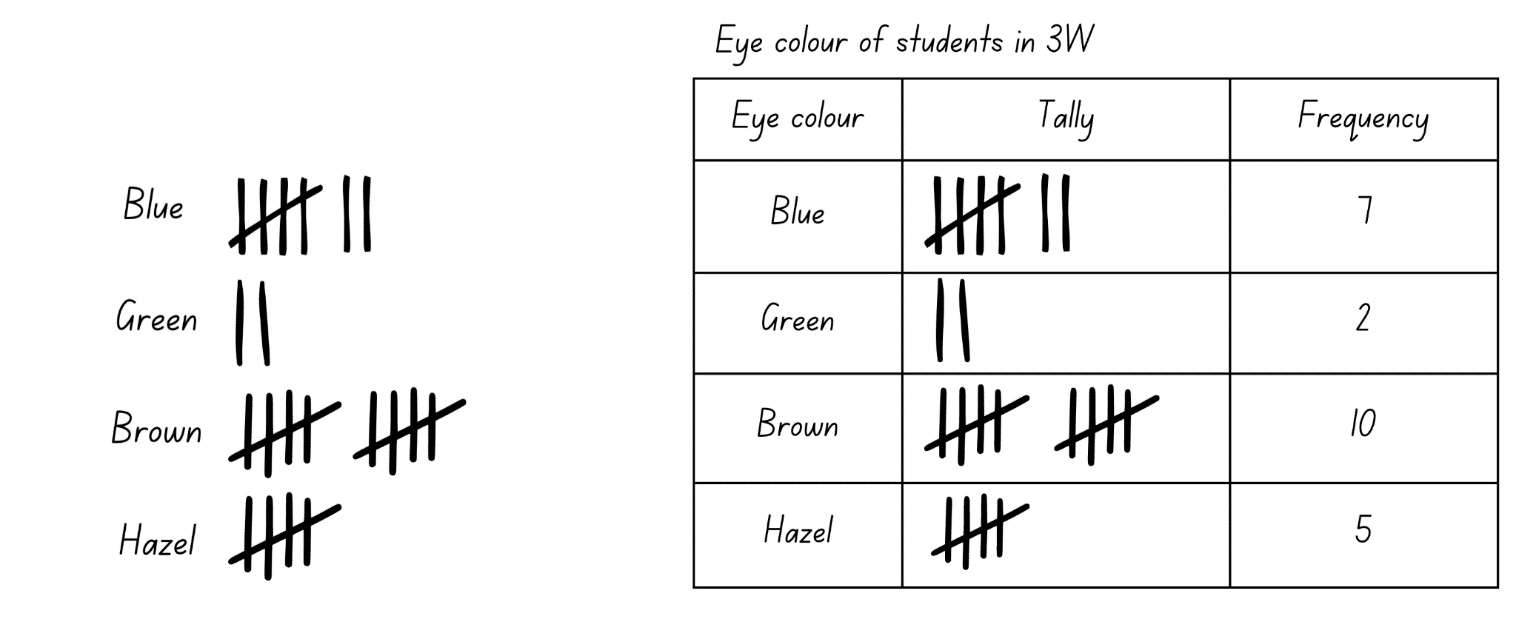 Blue
Green
Brown
Hazel
Eye colour of students in 3W
Eye colour Tally Frequency
Blue 7
Green 2
Brown 10
Hazel 5